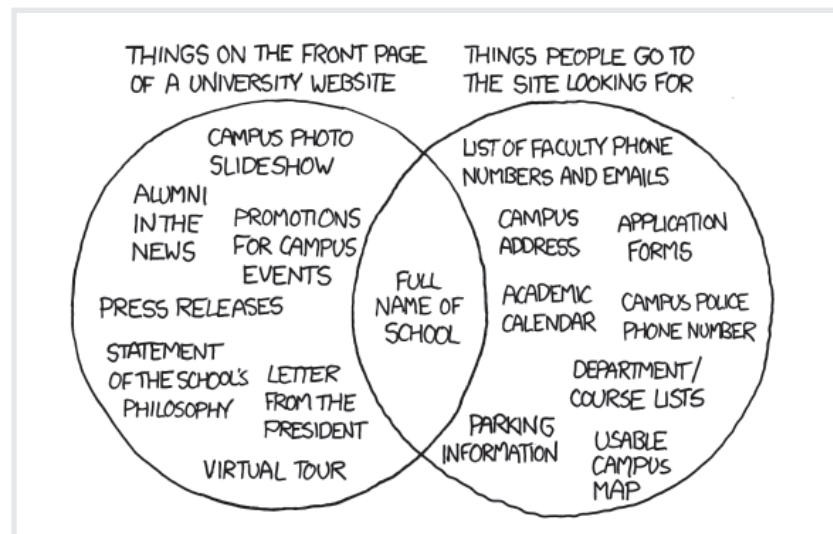 THINGS ON THE FRONT PAGE
OF A UNIVERSITY WEBSITE
THINGS PEOPLE GO TO
THE SITE LOOKING FOR
CAMPUS PHOTO
SLIDESHOW
ALUMNI
IN THE
NEWS
PROMOTIONS
FOR CAMPUS
EVENTS
PRESS RELEASES
STATEMENT
OF THE SCHOOL'S
PHILOSOPHY
LETTER
FROM THE
PRESIDENT
VIRTUAL TOUR
FULL
NAME OF
SCHOOL
LIST OF FACULTY PHONE
NUMBERS AND EMAILS
CAMPUS
ADDRESS
APPLICATION
FORMS
ACADEMIC
CALENDAR
CAMPUS POLICE
PHONE NUMBER
DEPARTMENT/
COURSE LISTS
PARKING
INFORMATION
USABLE
CAMPUS
MAP